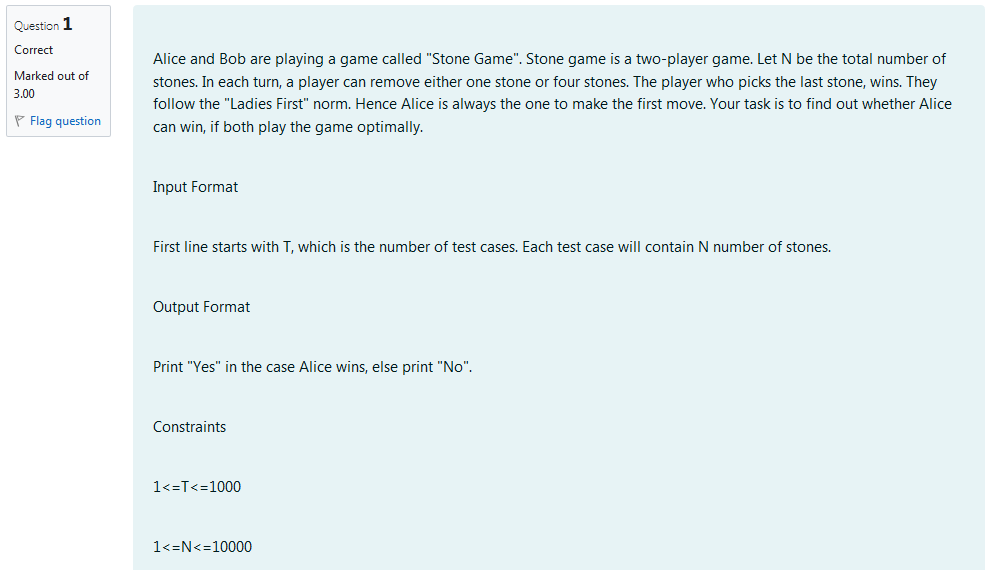 Question 1
Correct
Marked out of
3.00
Flag question
Alice and Bob are playing a game called "Stone Game". Stone game is a two-player game. Let N be the total number of
stones. In each turn, a player can remove either one stone or four stones. The player who picks the last stone, wins. They
follow the "Ladies First" norm. Hence Alice is always the one to make the first move. Your task is to find out whether Alice
can win, if both play the game optimally.
Input Format
First line starts with T, which is the number of test cases. Each test case will contain N number of stones.
Output Format
Print "Yes" in the case Alice wins, else print "No".
Constraints
1<=T<=1000
1<=N<=10000